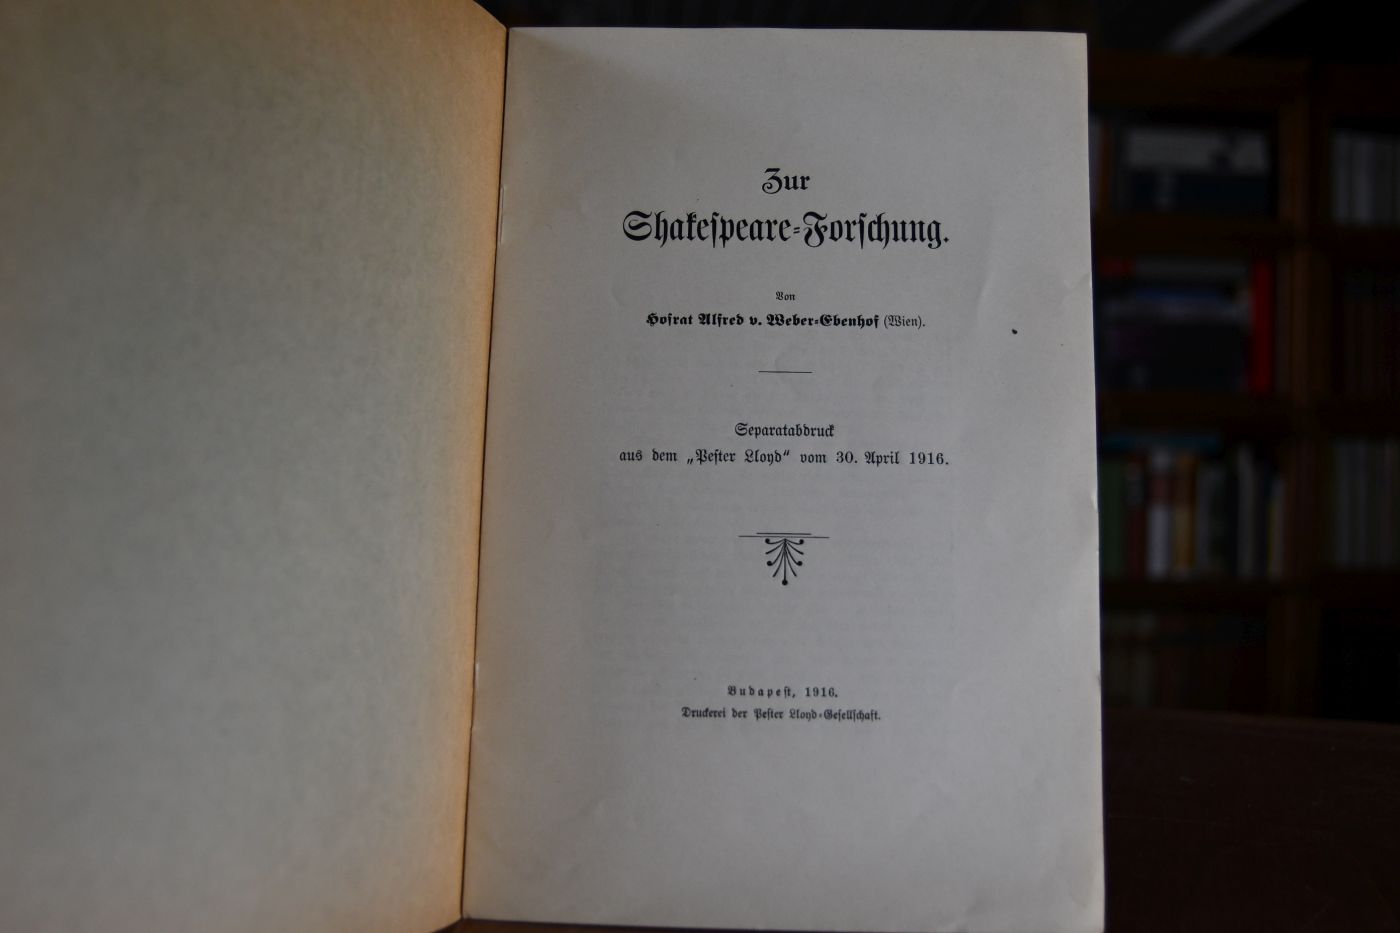 Zur
Shakeſpeare-Forſchung.
Von
Hofrat Alfred v. Weber-Ebenhof (Wien).
Separatabdruck
aus dem „Peſter Lloyd“ vom 30. April 1916.
Budapeſt, 1916.
Druckerei der Peſter Lloyd-Geſellſchaft.